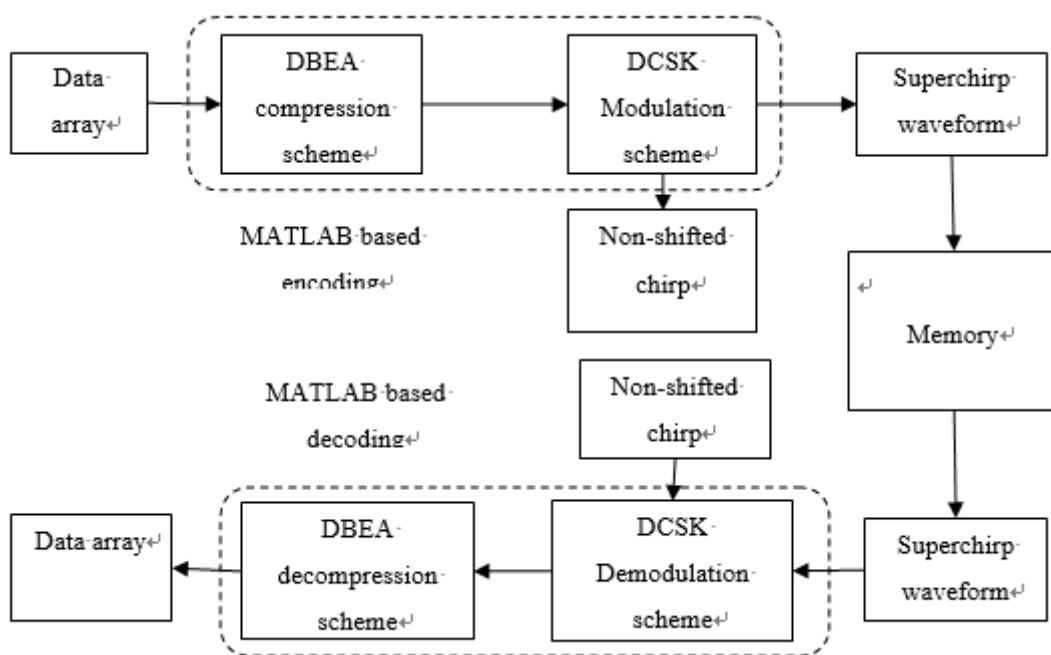 Data
array
DBEA
compression
scheme
DCSK
Modulation
scheme
Superchirp
waveform
MATLAB based
encoding
Non-shifted
chirp
Memory
MATLAB based
decoding
Non-shifted
chirp
Data array
DBEA
decompression
scheme
DCSK
Demodulation
scheme
Superchirp
waveform